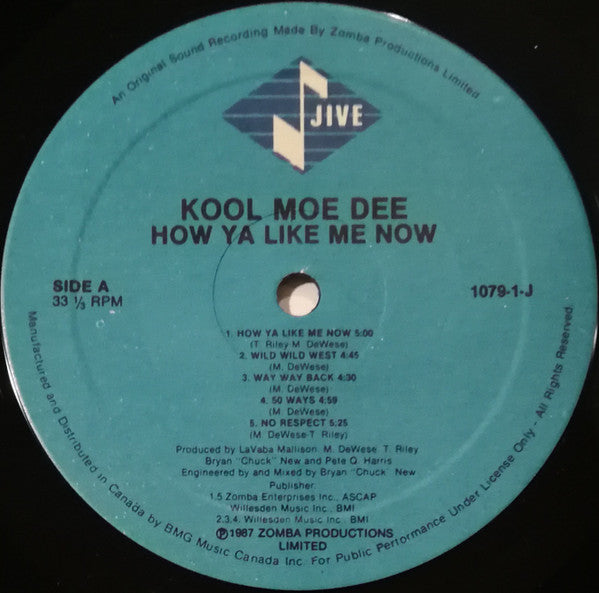 An Original Sound Recording Made By Zomba Productions Limited
JIVE
KOOL MOE DEE
HOW YA LIKE ME NOW
SIDE A
33 ⅓ RPM
1079-1-J
1. HOW YA LIKE ME NOW 5:00
(T. Riley M. DeWese)
2. WILD WILD WEST 4:45
(M. DeWese)
3. WAY WAY BACK 4:30
(M. DeWese)
4. 50 WAYS 4:59
(M. DeWese)
5. NO RESPECT 5:25
(M. DeWese-T. Riley)
Produced by LaVaba Mallison, M. DeWese, T. Riley
Bryan "Chuck" New and Pete Q. Harris
Engineered by and Mixed by Bryan "Chuck" New
Publisher:
1.5 Zomba Enterprises Inc., ASCAP
Willesden Music Inc., BMI
2.3.4. Willesden Music Inc., BMI
℗1987 ZOMBA PRODUCTIONS
LIMITED
Manufactured and Distributed in Canada by BMG Music Canada Inc. For Public Performance Under License Only - All Rights Reserved